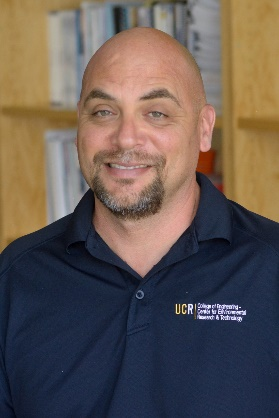 UCR College of Engineering -
Center for Environmental
Research & Technology